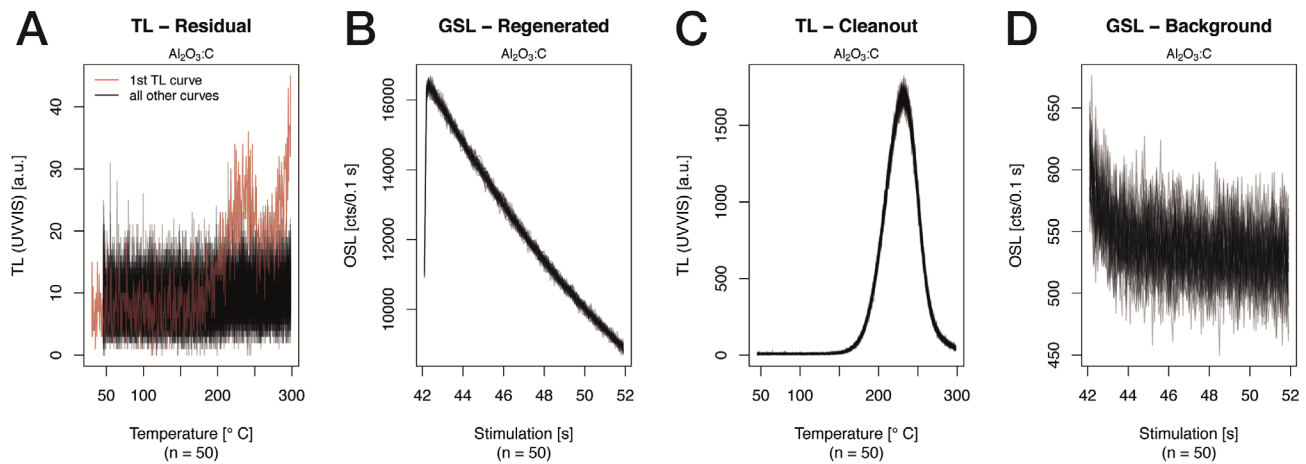 A
TL – Residual
Al₂O₃:C
1st TL curve
all other curves
TL (UVVIS) [a.u.]
0
10
20
30
40
50
100
200
300
Temperature [° C]
(n = 50)
B
GSL – Regenerated
Al₂O₃:C
OSL [cts/0.1 s]
10000
12000
14000
16000
42
44
46
48
50
52
Stimulation [s]
(n = 50)
C
TL – Cleanout
Al₂O₃:C
TL (UVVIS) [a.u.]
0
500
1000
1500
50
100
200
300
Temperature [° C]
(n = 50)
D
GSL – Background
Al₂O₃:C
OSL [cts/0.1 s]
450
500
550
600
650
42
44
46
48
50
52
Stimulation [s]
(n = 50)